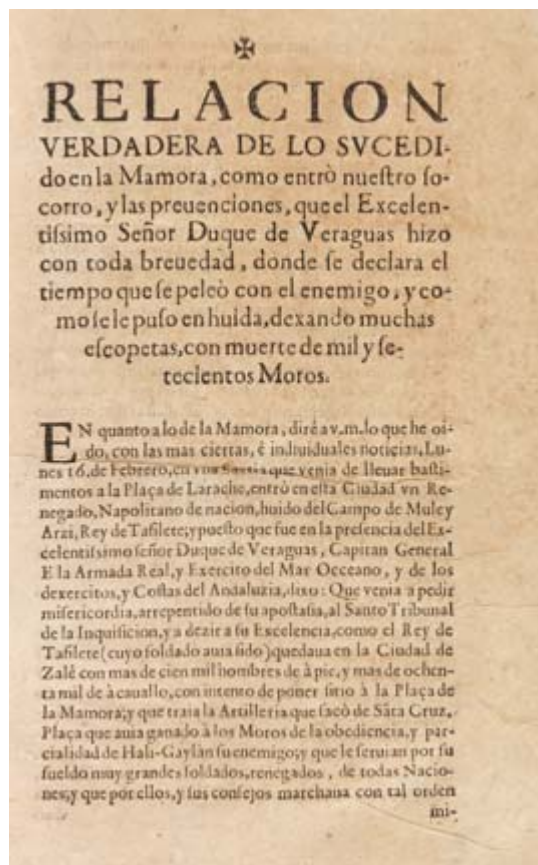 ✠
RELACION
VERDADERA DE LO SVCEDI-
do en la Mamora, como entrò nueſtro ſo-
corro, y las preuenciones, que el Excelen-
tiſsimo Señor Duque de Veraguas hizo
con toda breuedad, donde ſe declara el
tiempo que ſe peleò con el enemigo, y co-
mo ſe le puſo en huida, dexando muchas
eſcopetas, con muerte de mil y ſe-
tecientos Moros.
EN quanto a lo de la Mamora, diré a v.m. lo que he oi-
do, con las mas ciertas, è indiuiduales noticias, Lu-
nes 16. de Febrero, en vna que venia de lleuar baſti-
mentos a la Plaça de Larache, entrò en eſta Ciudad vn Re-
negado, Napolitano de nacion, huido del Campo de Muley
Arzi, Rey de Tafilete; y pueſto que fue en la preſencia del Ex-
celentiſsimo ſeñor Duque de Veraguas, Capitan General
E la Armada Real, y Exercito del Mar Occeano, y de los
dexercitos, y Coſtas del Andaluzia, dixo: Que venia a pedir
miſericordia, arrepentido de ſu apoſtaſia, al Santo Tribunal
de la Inquiſicion, y a dezir a ſu Excelencia, como el Rey de
Tafilete (cuyo ſoldado auia ſido) quedaua en la Ciudad de
Zalé con mas de cien mil hombres de à pie, y mas de ochen-
ta mil de à cauallo, con intento de poner ſitio à la Plaça de
la Mamora; y que traia la Artilleria que ſacò de Sãta Cruz,
Plaça que auia ganado à los Moros de la obediencia, y par-
cialidad de Hali-Gaylàn ſu enemigo; y que le ſeruian por ſu
ſueldo muy grandes ſoldados, renegados, de todas Nacio-
nes; y que por ellos, y ſus conſejos marchaua con tal orden
mi-